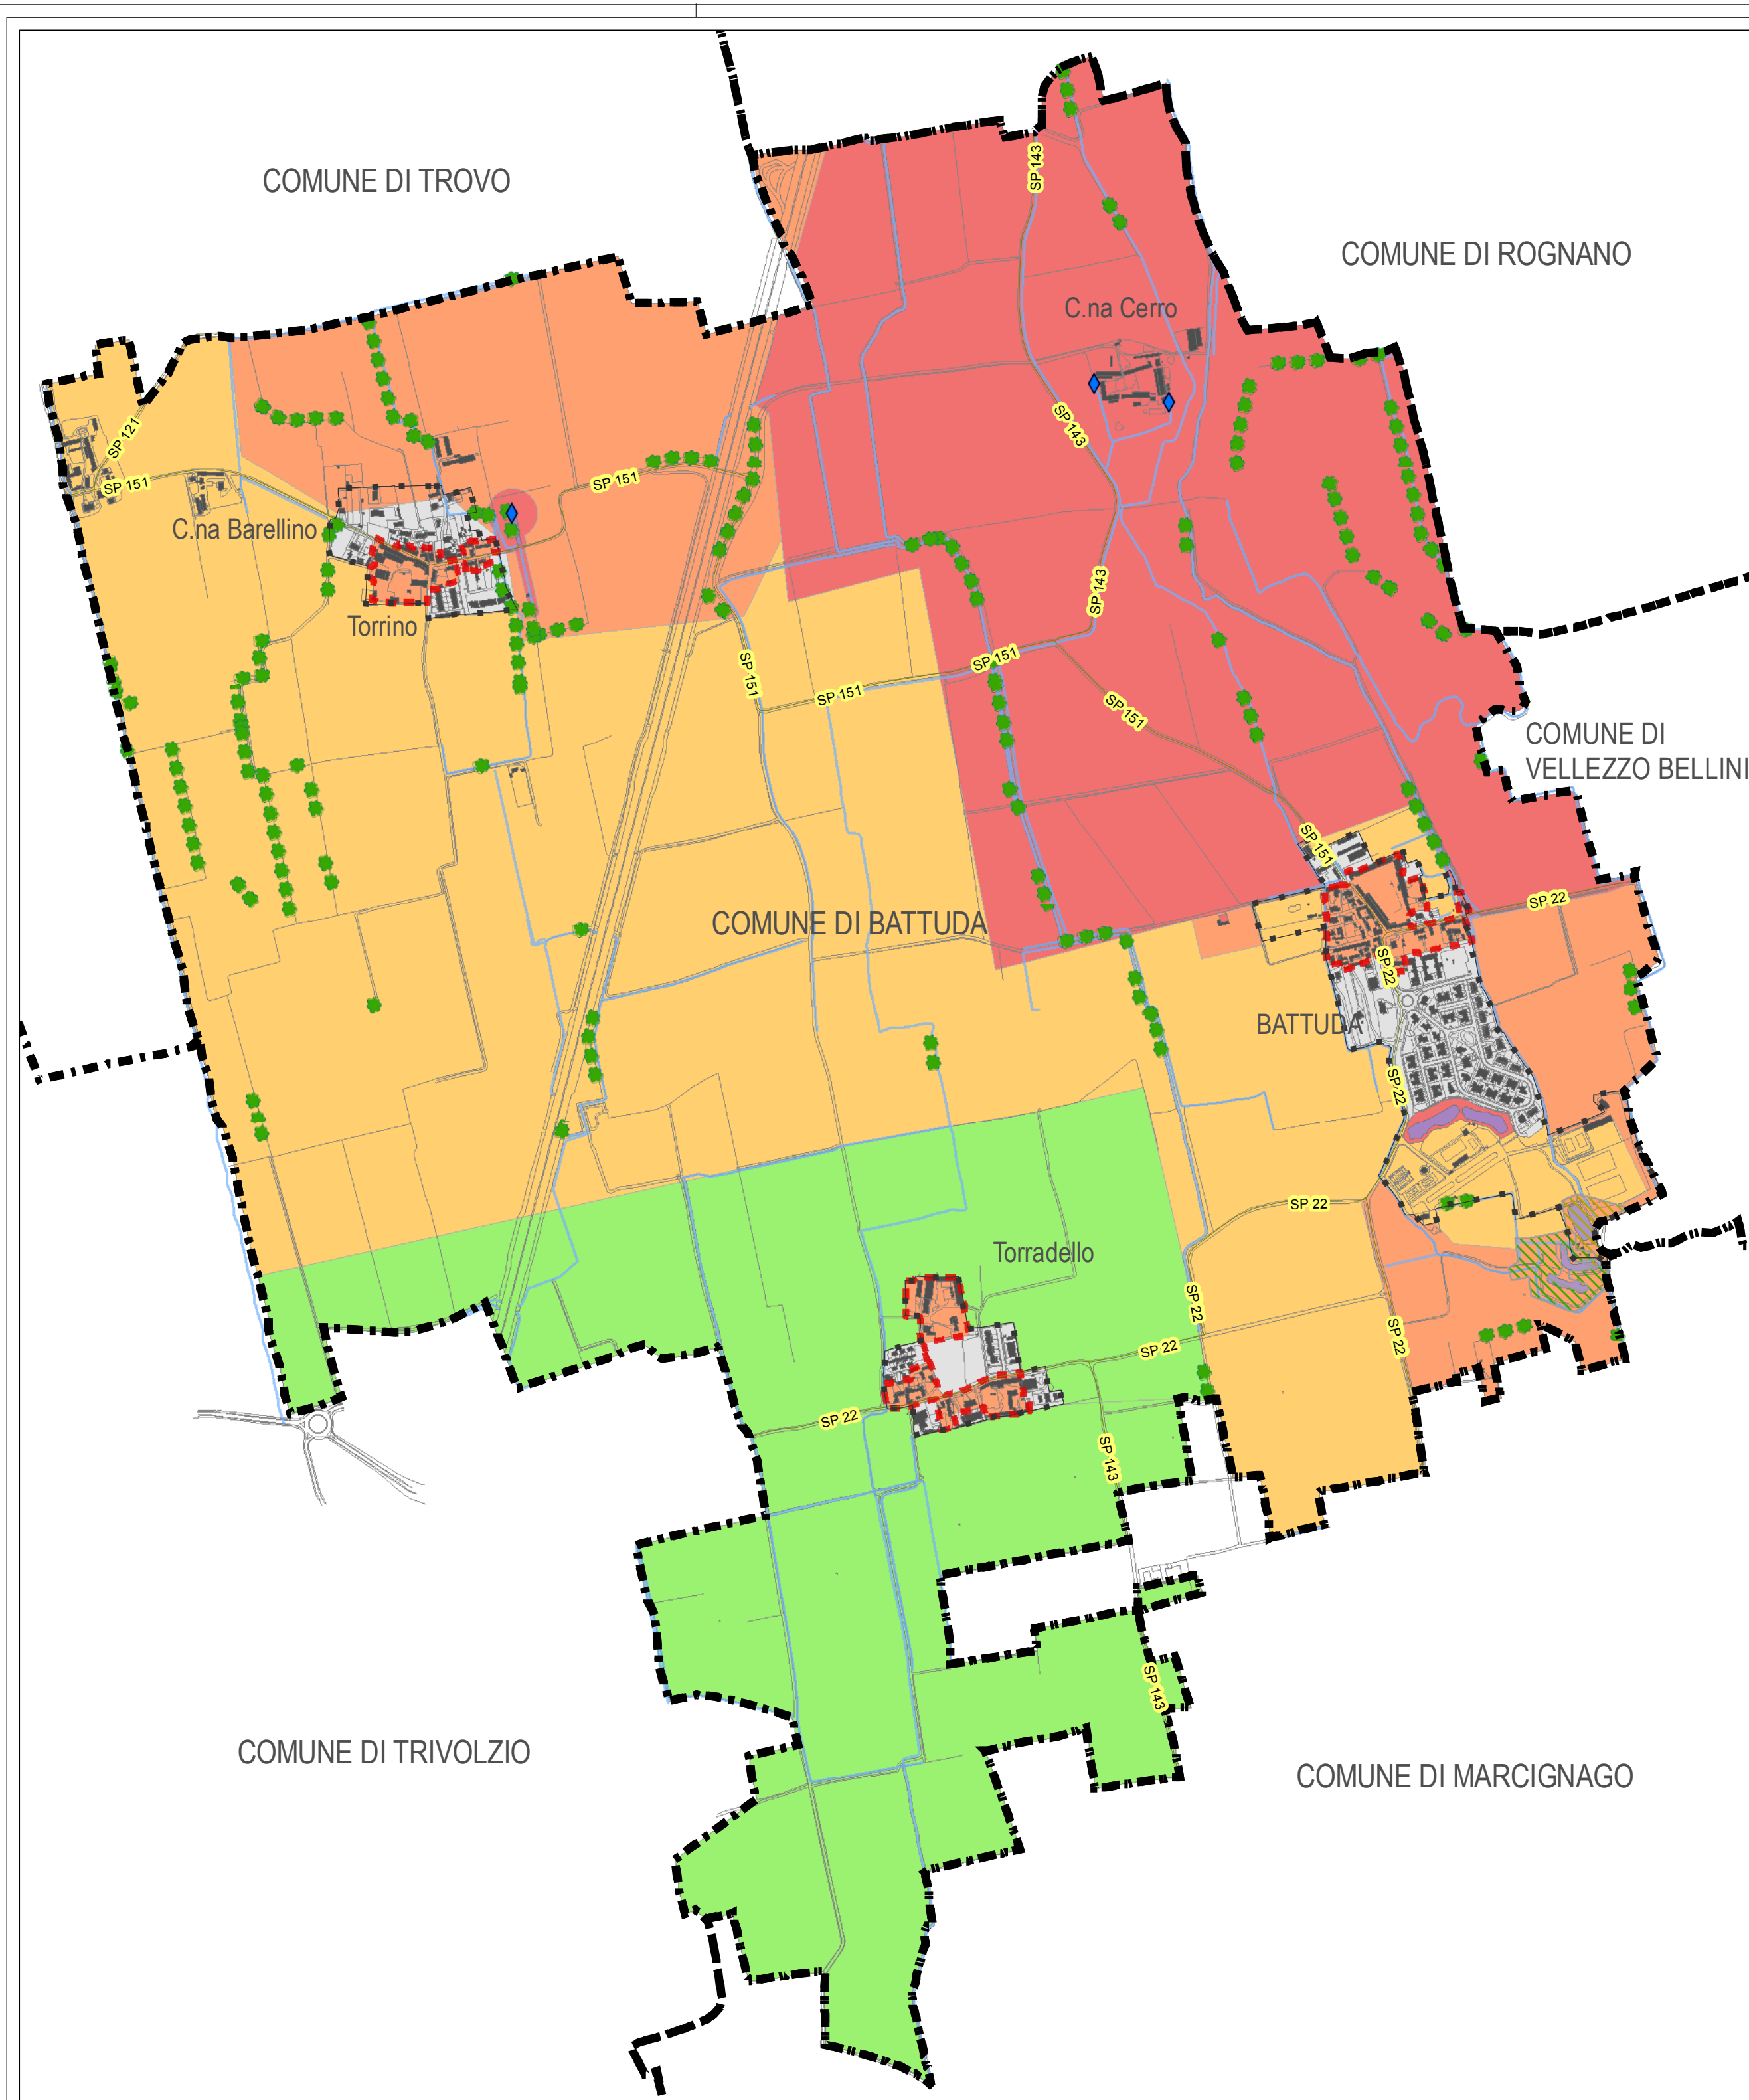 SP 143
COMUNE DI TROVO
COMUNE DI ROGNANO
C.na Cerro
SP 143
SP 121
SP 151
SP 151
C.na Barellino
SP 143
Torrino
SP 151
SP 151
SP 151
SP 151
COMUNE DI
VELLEZZO BELLINI
SP 151
SP 22
COMUNE DI BATTUDA
SP 22
BATTUDA
SP 22
SP 22
Torradello
SP 22
SP 22
SP 22
SP 22
SP 143
SP 143
COMUNE DI TRIVOLZIO
COMUNE DI MARCIGNAGO